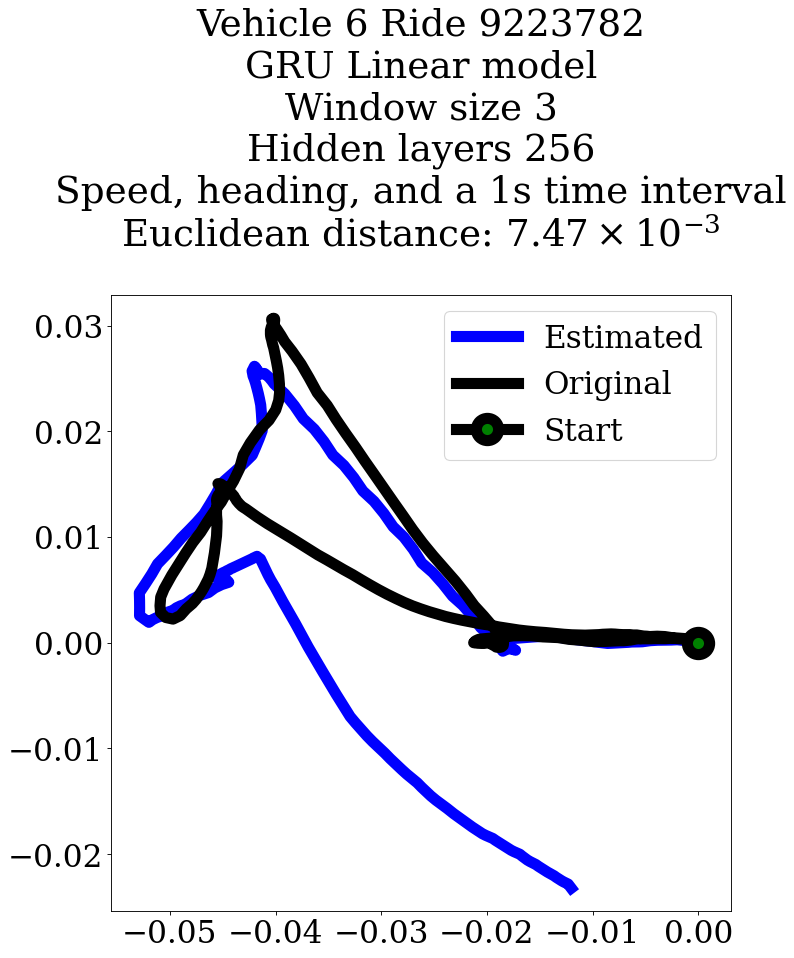 Vehicle 6 Ride 9223782
GRU Linear model
Window size 3
Hidden layers 256
Speed, heading, and a 1s time interval
Euclidean distance: 7.47 × 10⁻³
Estimated
Original
Start
0.03
0.02
0.01
0.00
−0.01
−0.02
−0.05 −0.04 −0.03 −0.02 −0.01 0.00